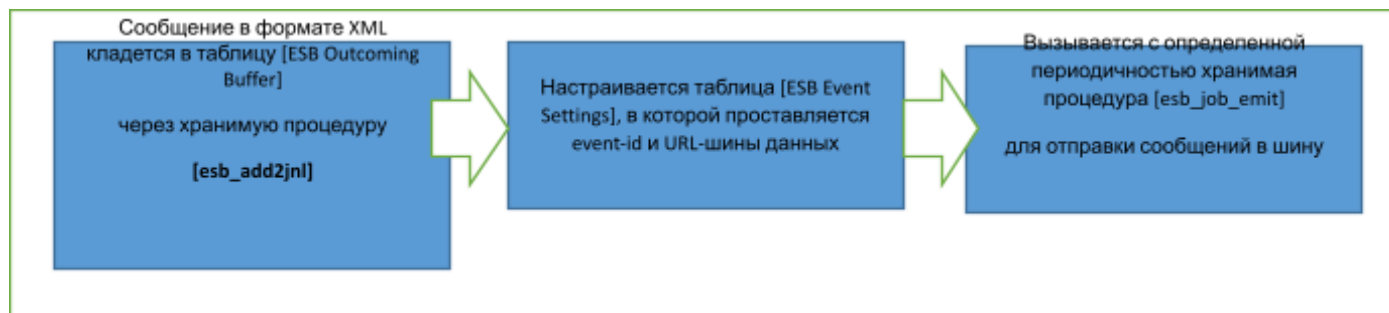 Сообщение в формате XML
кладется в таблицу [ESB Outcoming
Buffer]
через хранимую процедуру
[esb_add2jnl]
Настраивается таблица [ESB Event
Settings], в которой проставляется
event-id и URL-шины данных
Вызывается с определенной
периодичностью хранимая
процедура [esb_job_emit]
для отправки сообщений в шину